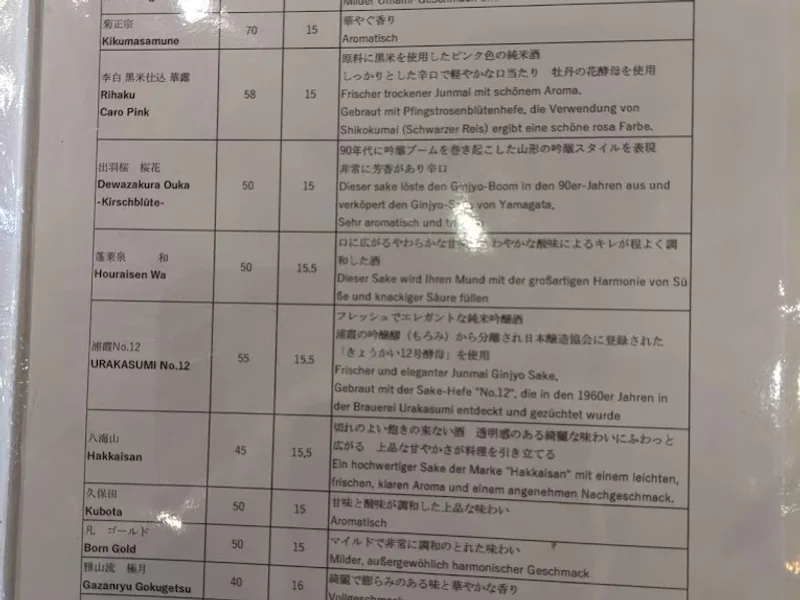 Milder Umami-Geschmack
菊正宗
Kikumasamune
70
15
華やぐ香り
Aromatisch
李白 黒米仕込 華露
Rihaku
Caro Pink
58
15
原料に黒米を使用したピンク色の純米酒
しっかりとした辛口で軽やかな口当たり 牡丹の花酵母を使用
Frischer trockener Junmai mit schönem Aroma.
Gebraut mit Pfingstrosenblütenhefe, die Verwendung von
Shikokumai (Schwarzer Reis) ergibt eine schöne rosa Farbe.
出羽桜 桜花
Dewazakura Ouka
-Kirschblüte-
50
15
90年代に吟醸ブームを巻き起こした山形の吟醸スタイルを表現
非常に芳香があり辛口
Dieser sake löste den Ginjyo-Boom in den 90er-Jahren aus und
verköpert den Ginjyo- von Yamagata.
Sehr aromatisch und
蓬莱泉 和
Houraisen Wa
50
15.5
口に広がるやわらかな甘 わやかな酸味によるキレが程よく調
和した酒
Dieser Sake wird Ihren Mund mit der großartigen Harmonie von Sü
ße und knackiger Säure füllen
浦霞No.12
URAKASUMI No.12
55
15.5
フレッシュでエレガントな純米吟醸酒
浦霞の吟醸醪（もろみ）から分離され日本醸造協会に登録された
「きょうかい12号酵母」を使用
Frischer und eleganter Junmai Ginjyo Sake.
Gebraut mit der Sake-Hefe "No.12", die in den 1960er Jahren in
der Brauerei Urakasumi entdeckt und gezüchtet wurde
八海山
Hakkaisan
45
15,5
切れのよい飽きの来ない酒 透明感のある綺麗な味わいにふわっと
広がる 上品な甘やかさが料理を引き立てる
Ein hochwertiger Sake der Marke "Hakkaisan" mit einem leichten,
frischen, klaren Aroma und einem angenehmen Nachgeschmack.
久保田
Kubota
50
15
甘味と酸味が調和した上品な味わい
Aromatisch
凡 ゴールド
Born Gold
50
15
マイルドで非常に調和のとれた味わい
Milder, außergewöhlich harmonischer Geschmack
雅山流 極月
Gazanryu Gokugetsu
40
16
綺麗で膨らみのある味と華やかな香り